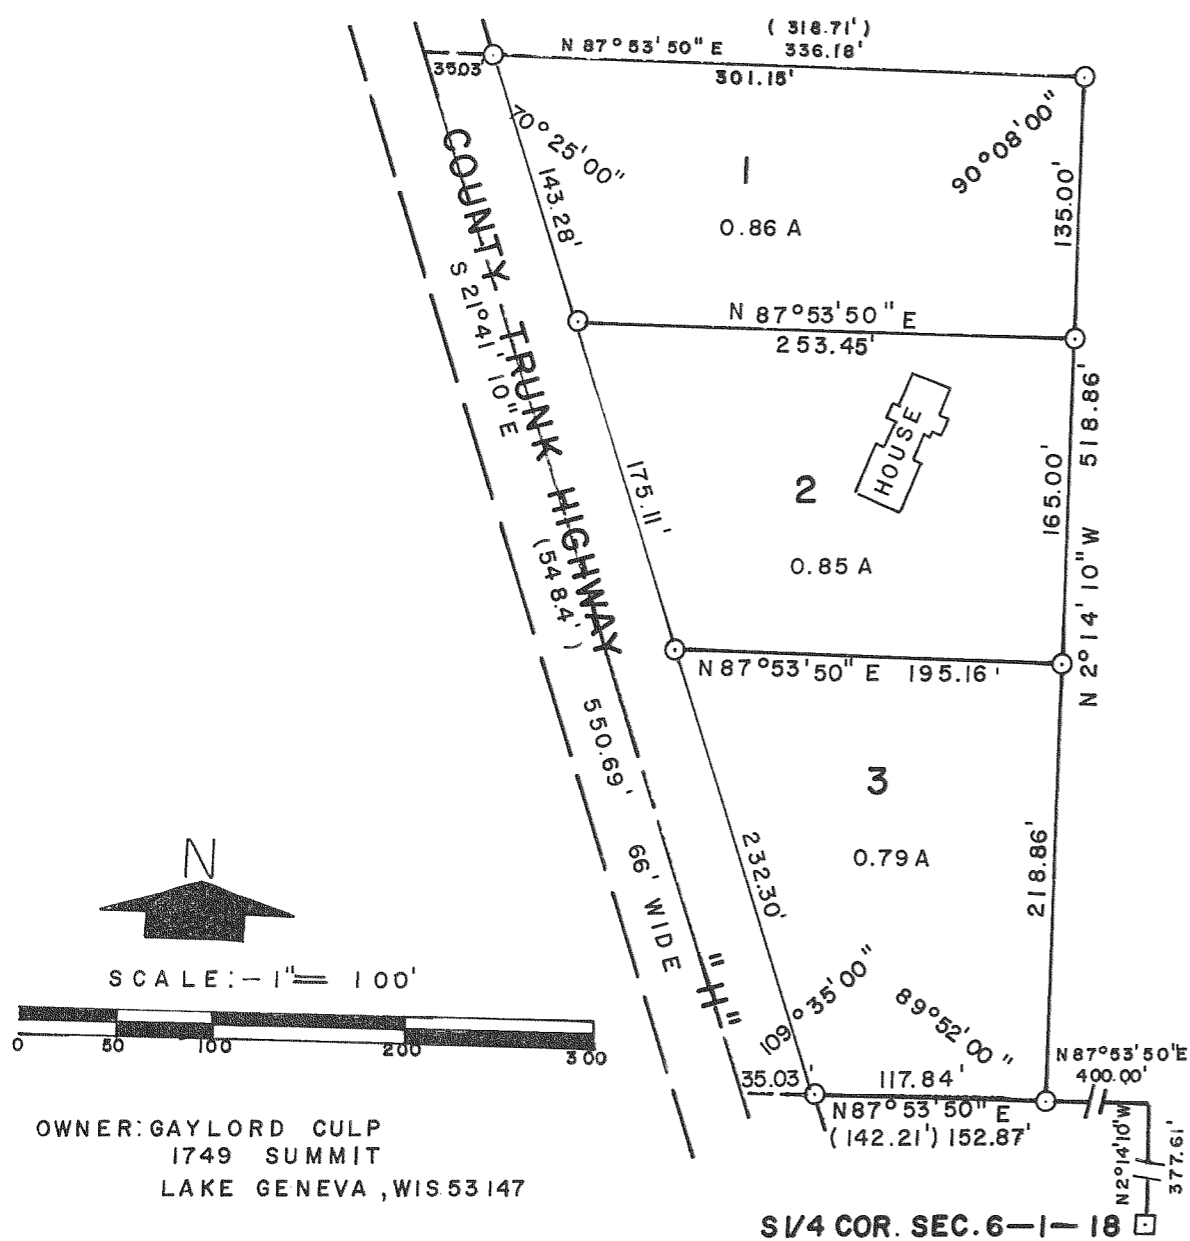 ( 318.71')
N 87°53'50" E 336.18'
35.03' 301.15'
70°25'00"
90°08'00"
143.28'
1
0.86 A
135.00'
COUNTY TRUNK HIGHWAY "H"
S 21°41'10" E
(548.4')
550.69'
66' WIDE
N 87°53'50" E
253.45'
HOUSE
175.11'
2
0.85 A
165.00'
N 2°14'10" W 518.86'
N 87°53'50" E 195.16'
3
0.79 A
232.30'
218.86'
109°35'00"
89°52'00"
35.03' 117.84'
N 87°53'50" E
(142.21') 152.87'
N 87°53'50" E
400.00'
N 2°14'10" W
377.61'
S 1/4 COR. SEC. 6-1-18
N
SCALE:- 1"= 100'
0 50 100 200 300
OWNER: GAYLORD CULP
1749 SUMMIT
LAKE GENEVA, WIS 53147